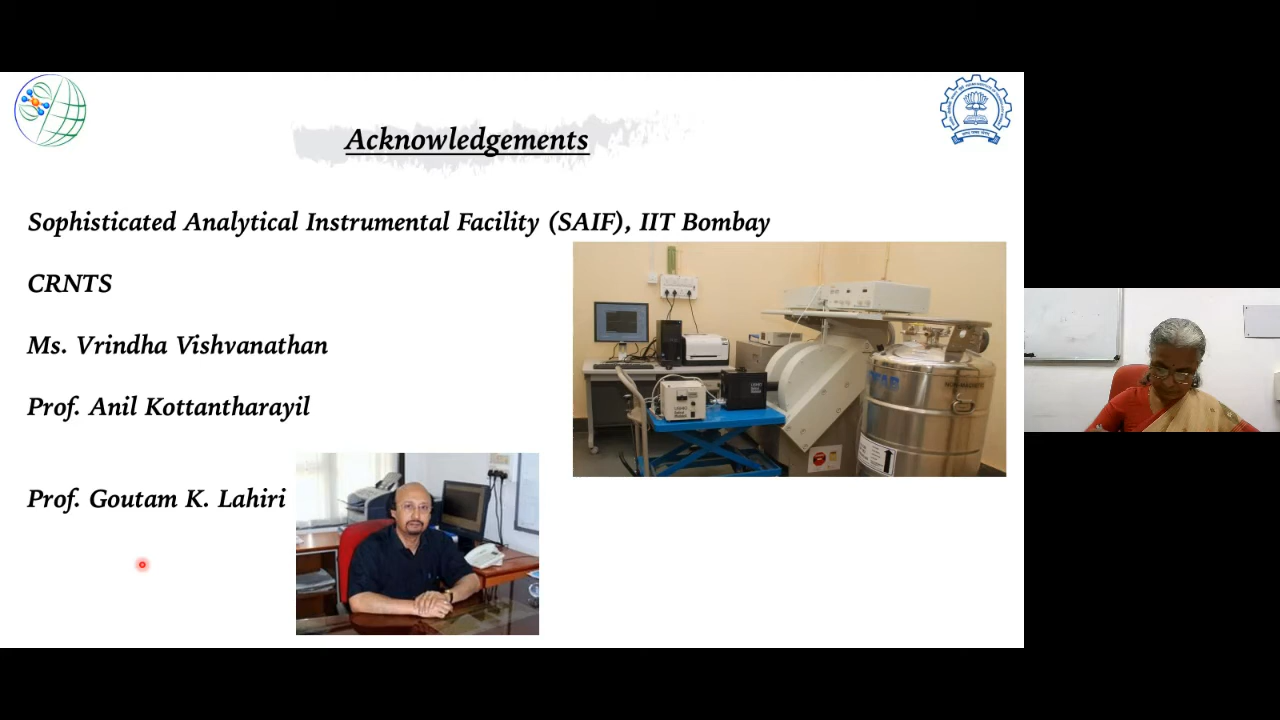 Acknowledgements
Sophisticated Analytical Instrumental Facility (SAIF), IIT Bombay
CRNTS
Ms. Vrindha Vishvanathan
Prof. Anil Kottantharayil
Prof. Goutam K. Lahiri